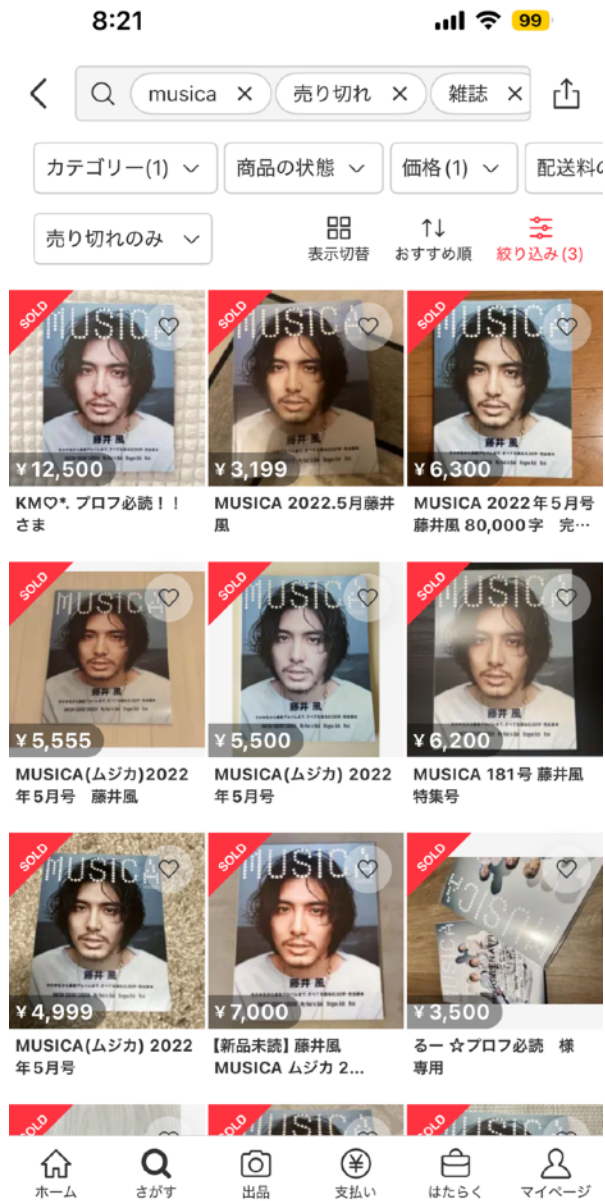 8:21
99
musica ×
売り切れ ×
雑誌 ×
カテゴリー(1)
商品の状態
価格(1)
配送料の
売り切れのみ
表示切替
おすすめ順
絞り込み(3)
SOLD
MUSICA
藤井 風
¥12,500
KM♡*. プロフ必読！！
さま
SOLD
MUSICA
藤井 風
¥3,199
MUSICA 2022.5月藤井
風
SOLD
MUSICA
藤井 風
¥6,300
MUSICA 2022年5月号
藤井風 80,000字　完…
SOLD
MUSICA
藤井 風
¥5,555
MUSICA(ムジカ)2022
年5月号　藤井風
SOLD
MUSICA
藤井 風
¥5,500
MUSICA(ムジカ) 2022
年5月号
SOLD
MUSICA
藤井 風
¥6,200
MUSICA 181号 藤井風
特集号
SOLD
MUSICA
藤井 風
¥4,999
MUSICA(ムジカ) 2022
年5月号
SOLD
MUSICA
藤井 風
¥7,000
【新品未読】藤井風
MUSICA ムジカ 2...
SOLD
MUSICA
¥3,500
るー ☆プロフ必読　様
専用
SOLD
SOLD
MUSICA
SOLD
MUSICA
ホーム
さがす
出品
支払い
はたらく
マイページ